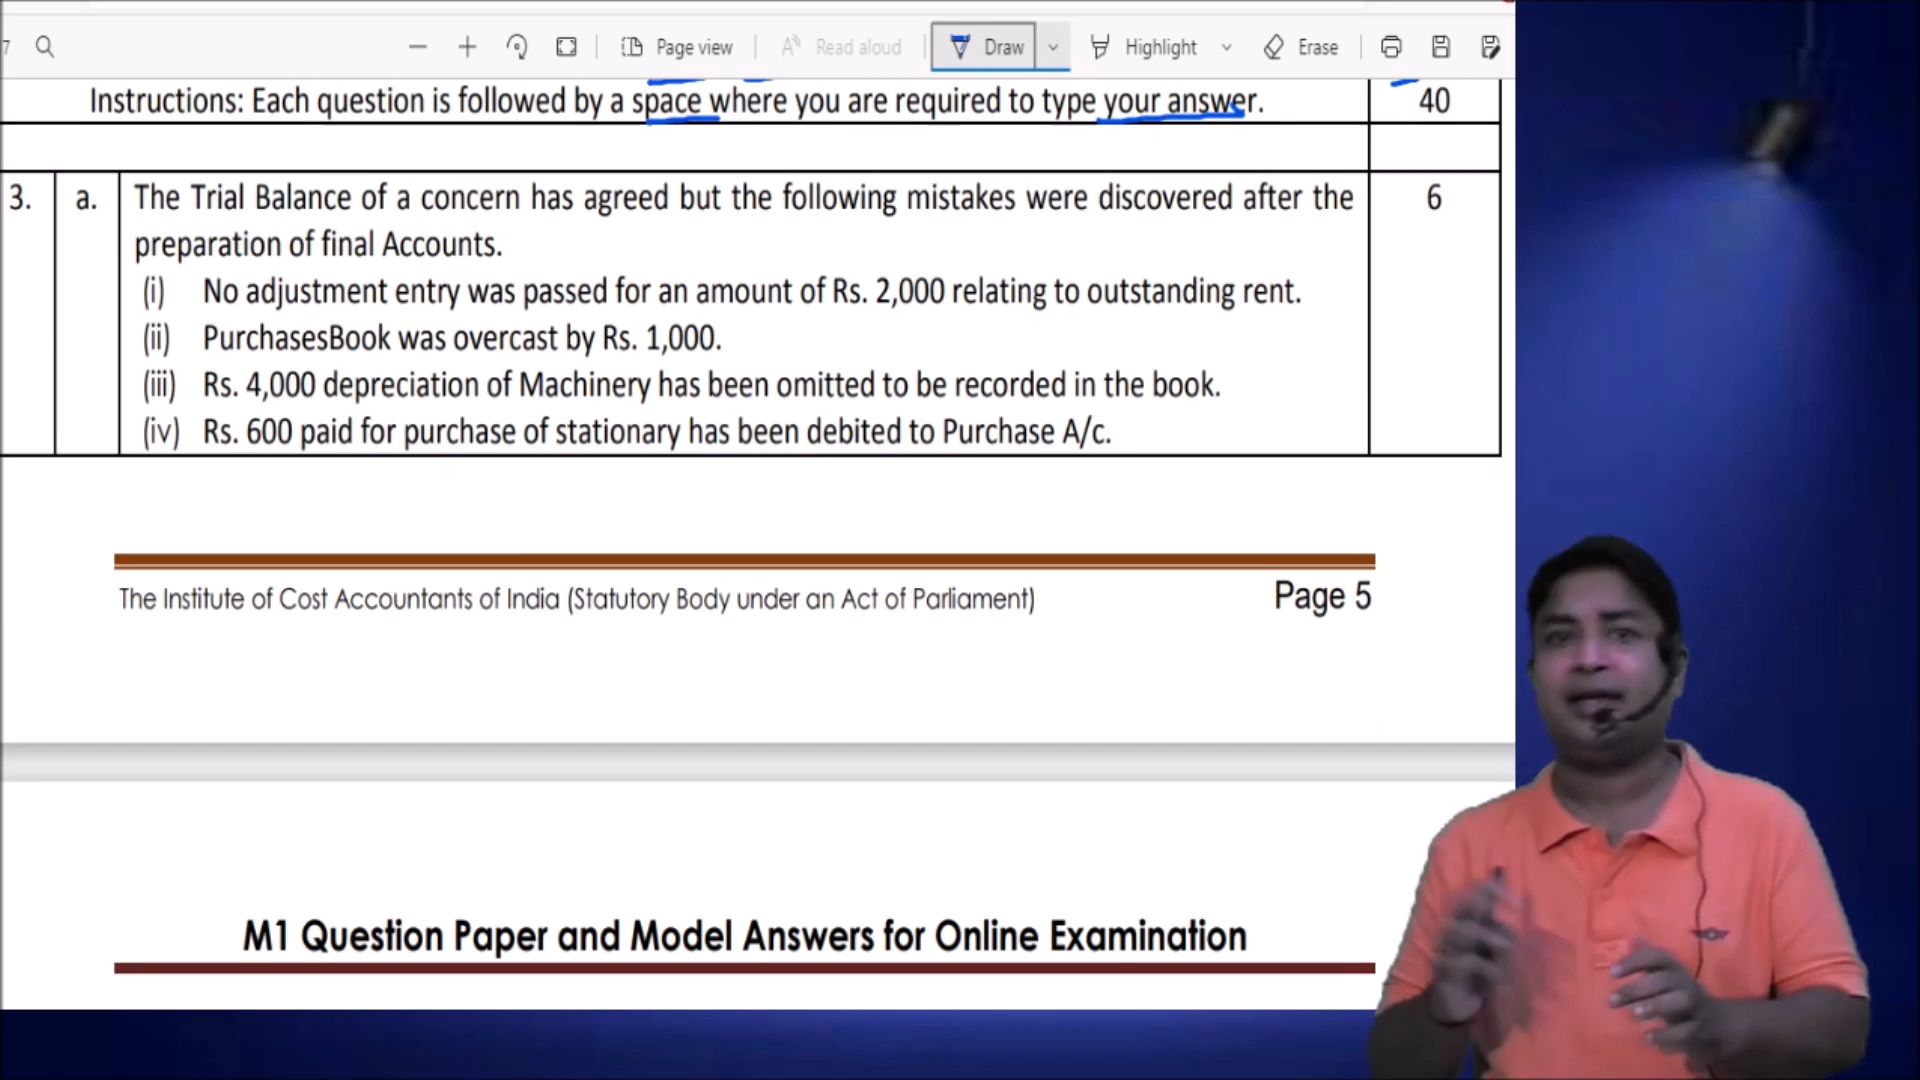 7
Page view
Read aloud
Draw
Highlight
Erase
Instructions: Each question is followed by a space where you are required to type your answer.
40
3.
a.
The Trial Balance of a concern has agreed but the following mistakes were discovered after the
6
preparation of final Accounts.
(i) No adjustment entry was passed for an amount of Rs. 2,000 relating to outstanding rent.
(ii) PurchasesBook was overcast by Rs. 1,000.
(iii) Rs. 4,000 depreciation of Machinery has been omitted to be recorded in the book.
(iv) Rs. 600 paid for purchase of stationary has been debited to Purchase A/c.
The Institute of Cost Accountants of India (Statutory Body under an Act of Parliament)
Page 5
M1 Question Paper and Model Answers for Online Examination